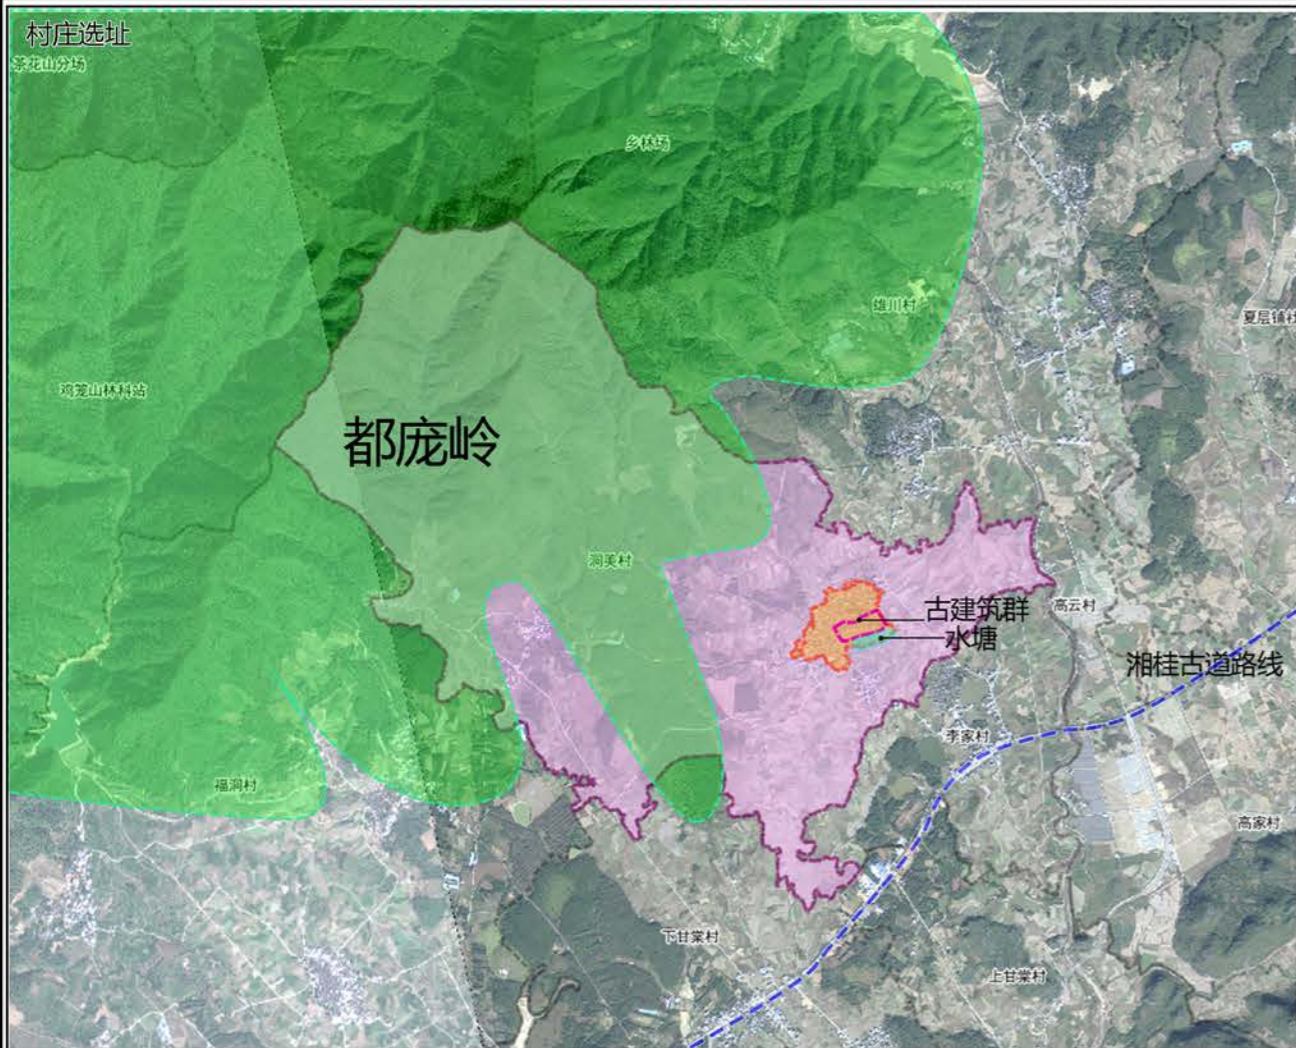 村庄选址
茶花山分场
乡林场
雄川村
夏层铺社
鸡笼山林科站
都庞岭
洞美村
古建筑群
高云村
水塘
湘桂古道路线
李家村
福洞村
高家村
下甘棠村
上甘棠村